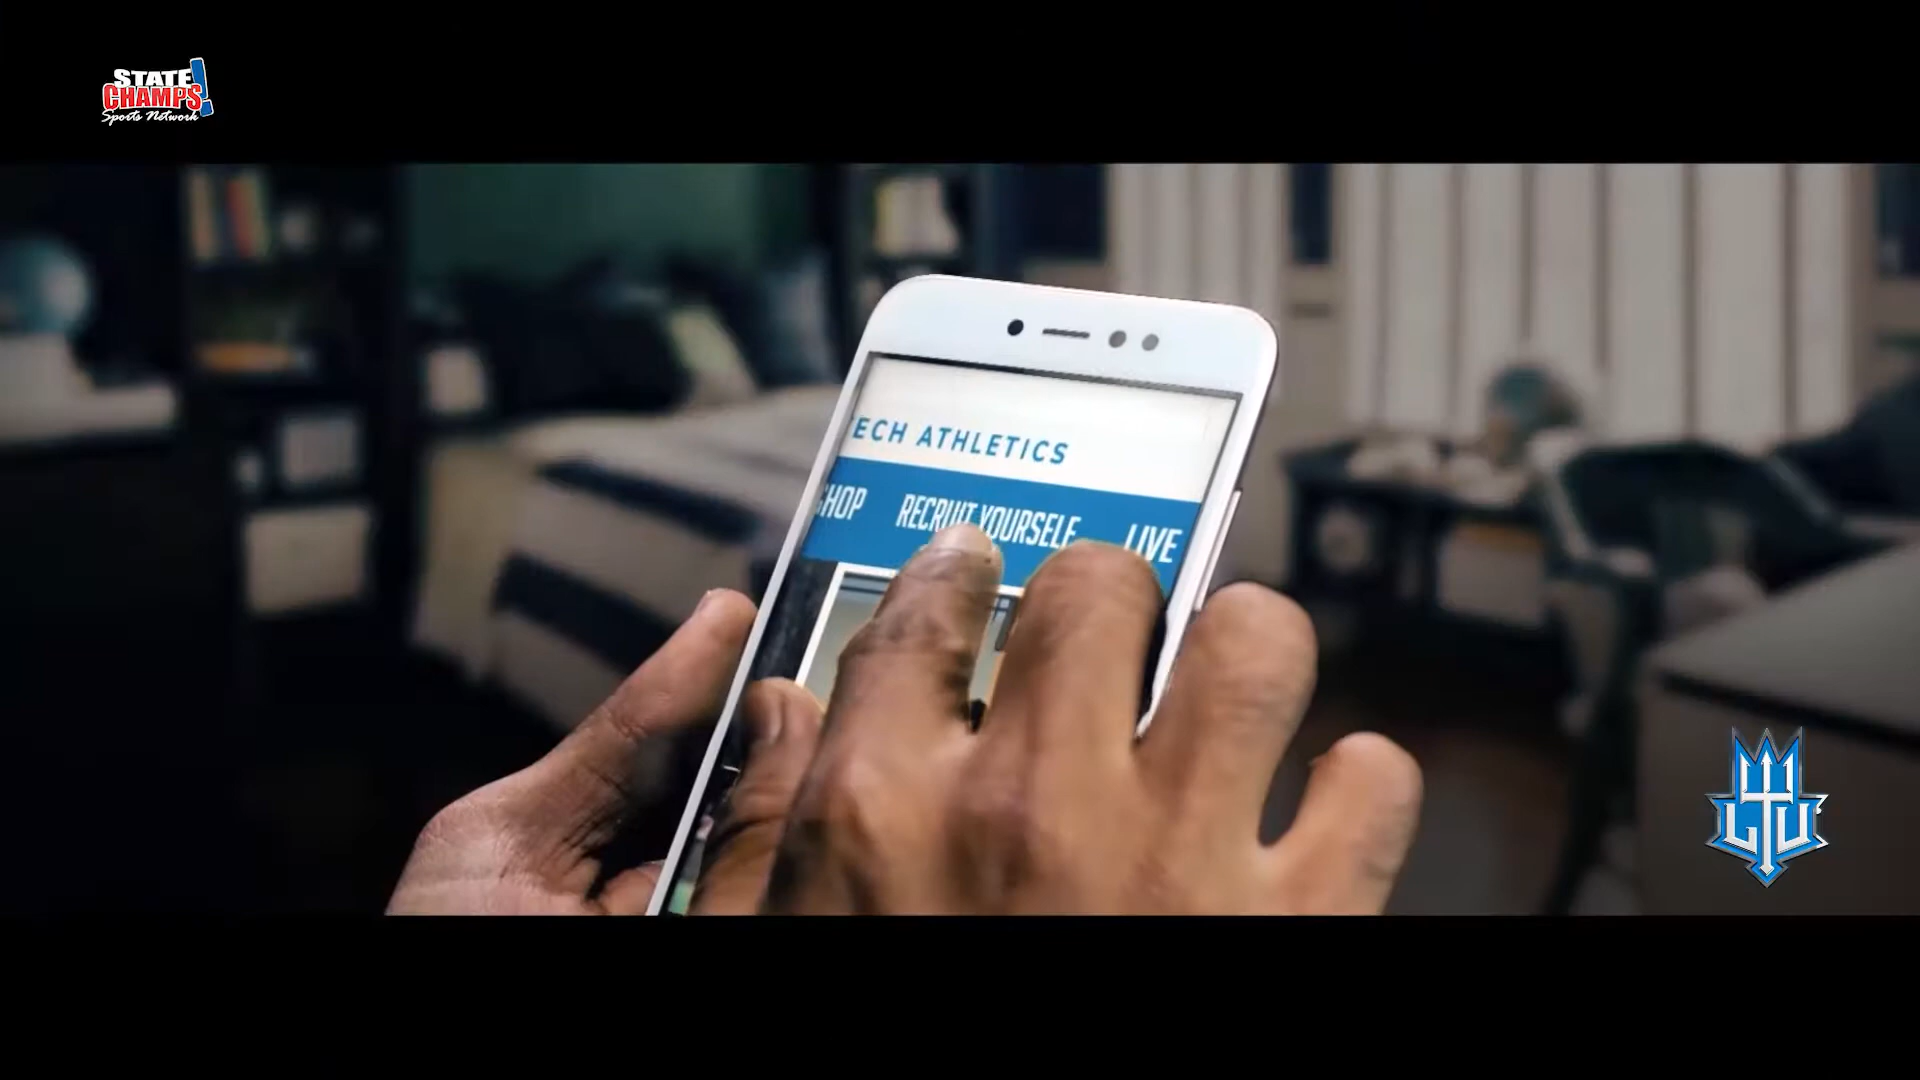 STATE
CHAMPS!
Sports Network
ECH ATHLETICS
HOP RECRUIT YOURSELF LIVE
LTU